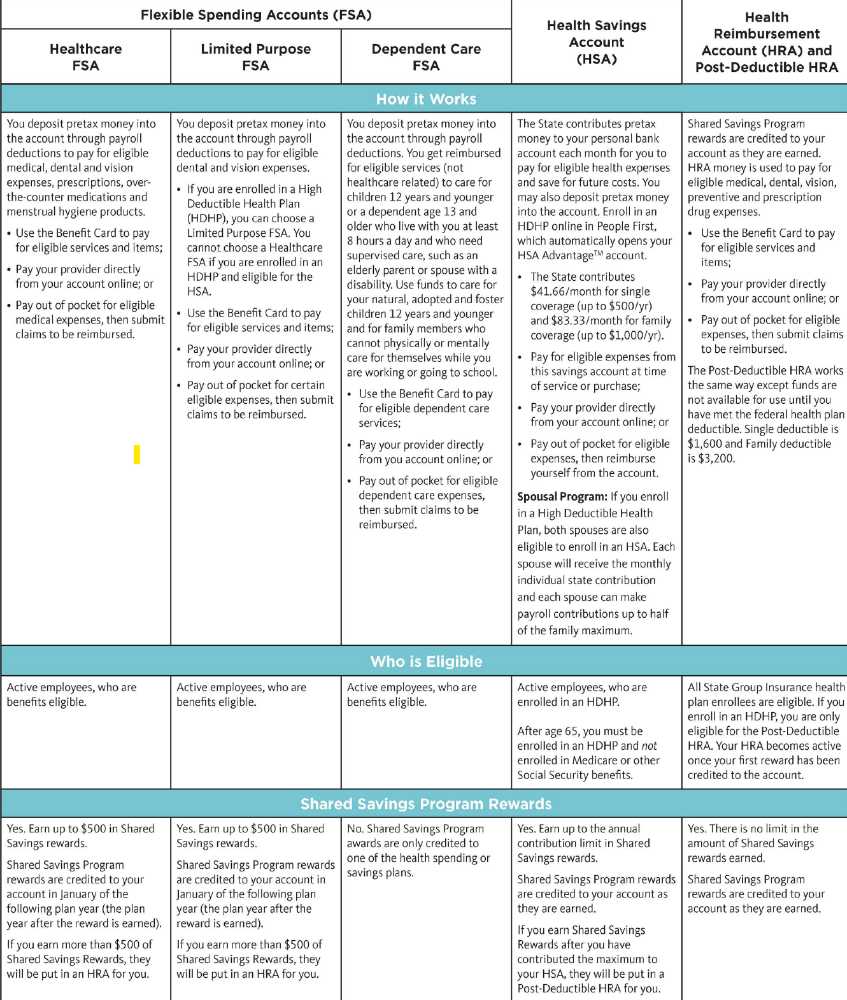 Flexible Spending Accounts (FSA)
Healthcare
FSA
Limited Purpose
FSA
Dependent Care
FSA
Health Savings
Account
(HSA)
Health
Reimbursement
Account (HRA) and
Post-Deductible HRA
How it Works
You deposit pretax money into
the account through payroll
deductions to pay for eligible
medical, dental and vision
expenses, prescriptions, over-
the-counter medications and
menstrual hygiene products.
• Use the Benefit Card to pay
for eligible services and items;
• Pay your provider directly
from your account online; or
• Pay out of pocket for eligible
medical expenses, then submit
claims to be reimbursed.
You deposit pretax money into
the account through payroll
deductions to pay for eligible
dental and vision expenses.
• If you are enrolled in a High
Deductible Health Plan
(HDHP), you can choose a
Limited Purpose FSA. You
cannot choose a Healthcare
FSA if you are enrolled in an
HDHP and eligible for the
HSA.
• Use the Benefit Card to pay
for eligible services and items;
• Pay your provider directly
from your account online; or
• Pay out of pocket for certain
eligible expenses, then submit
claims to be reimbursed.
You deposit pretax money into
the account through payroll
deductions. You get reimbursed
for eligible services (not
healthcare related) to care for
children 12 years and younger
or a dependent age 13 and
older who live with you at least
8 hours a day and who need
supervised care, such as an
elderly parent or spouse with a
disability. Use funds to care for
your natural, adopted and foster
children 12 years and younger
and for family members who
cannot physically or mentally
care for themselves while you
are working or going to school.
• Use the Benefit Card to pay
for eligible dependent care
services;
• Pay your provider directly
from you account online; or
• Pay out of pocket for eligible
dependent care expenses,
then submit claims to be
reimbursed.
The State contributes pretax
money to your personal bank
account each month for you to
pay for eligible health expenses
and save for future costs. You
may also deposit pretax money
into the account. Enroll in an
HDHP online in People First,
which automatically opens your
HSA Advantage™ account.
• The State contributes
$41.66/month for single
coverage (up to $500/yr)
and $83.33/month for family
coverage (up to $1,000/yr).
• Pay for eligible expenses from
this savings account at time
of service or purchase;
• Pay your provider directly
from your account online; or
• Pay out of pocket for eligible
expenses, then reimburse
yourself from the account.
Spousal Program: If you enroll
in a High Deductible Health
Plan, both spouses are also
eligible to enroll in an HSA. Each
spouse will receive the monthly
individual state contribution
and each spouse can make
payroll contributions up to half
of the family maximum.
Shared Savings Program
rewards are credited to your
account as they are earned.
HRA money is used to pay for
eligible medical, dental, vision,
preventive and prescription
drug expenses.
• Use the Benefit Card to pay
for eligible services and
items;
• Pay your provider directly
from your account online; or
• Pay out of pocket for eligible
expenses, then submit claims
to be reimbursed.
The Post-Deductible HRA works
the same way except funds are
not available for use until you
have met the federal health plan
deductible. Single deductible is
$1,600 and Family deductible
is $3,200.
Who is Eligible
Active employees, who are
benefits eligible.
Active employees, who are
benefits eligible.
Active employees, who are
benefits eligible.
Active employees, who are
enrolled in an HDHP.
After age 65, you must be
enrolled in an HDHP and not
enrolled in Medicare or other
Social Security benefits.
All State Group Insurance health
plan enrollees are eligible. If you
enroll in an HDHP, you are only
eligible for the Post-Deductible
HRA. Your HRA becomes active
once your first reward has been
credited to the account.
Shared Savings Program Rewards
Yes. Earn up to $500 in Shared
Savings rewards.
Shared Savings Program
rewards are credited to your
account in January of the
following plan year (the plan
year after the reward is earned).
If you earn more than $500 of
Shared Savings Rewards, they
will be put in an HRA for you.
Yes. Earn up to $500 in Shared
Savings rewards.
Shared Savings Program rewards
are credited to your account in
January of the following plan
year (the plan year after the
reward is earned).
If you earn more than $500 of
Shared Savings Rewards, they
will be put in an HRA for you.
No. Shared Savings Program
awards are only credited to
one of the health spending or
savings plans.
Yes. Earn up to the annual
contribution limit in Shared
Savings rewards.
Shared Savings Program rewards
are credited to your account as
they are earned.
If you earn Shared Savings
Rewards after you have
contributed the maximum to
your HSA, they will be put in a
Post-Deductible HRA for you.
Yes. There is no limit in the
amount of Shared Savings
rewards earned.
Shared Savings Program
rewards are credited to your
account as they are earned.